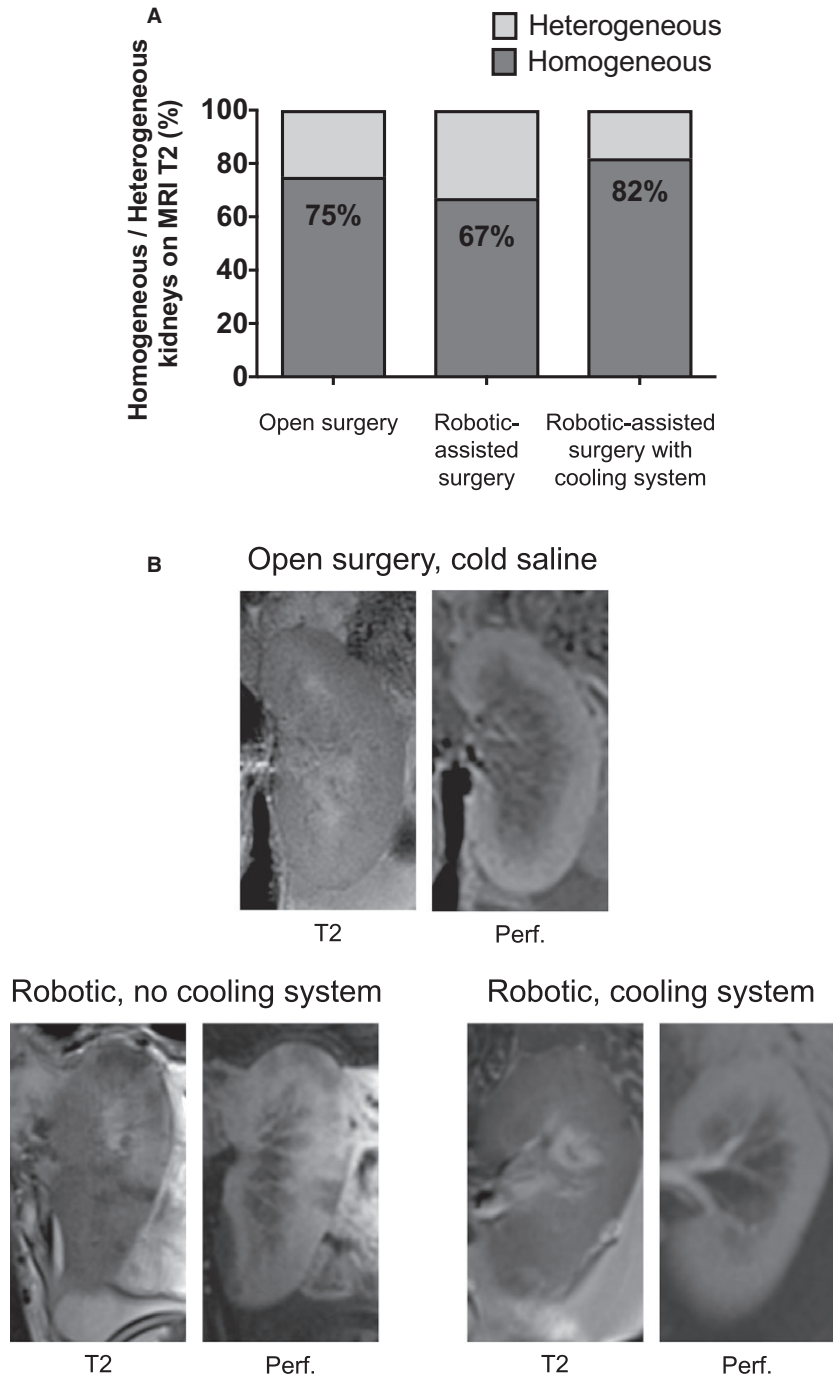 A
Heterogeneous
Homogeneous
Homogeneous / Heterogeneous
kidneys on MRI T2 (%)
100
80
60
40
20
0
75%
67%
82%
Open surgery
Robotic-
assisted
surgery
Robotic-assisted
surgery with
cooling system
B
Open surgery, cold saline
T2
Perf.
Robotic, no cooling system
T2
Perf.
Robotic, cooling system
T2
Perf.